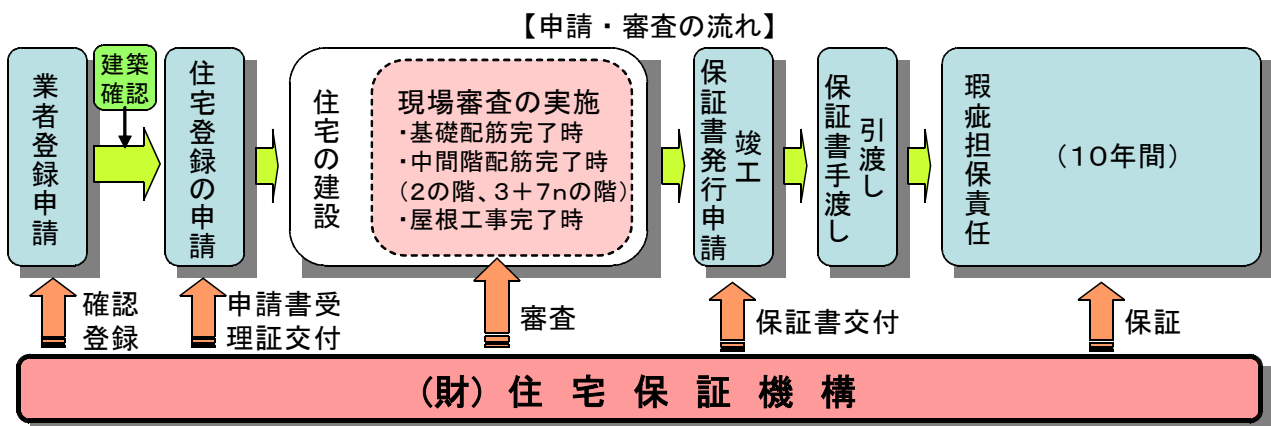 【申請・審査の流れ】
業者登録申請
建築
確認
住宅登録の申請
住宅の建設
現場審査の実施
・基礎配筋完了時
・中間階配筋完了時
(2の階、3+7nの階)
・屋根工事完了時
竣工
保証書発行申請
引渡し
保証書手渡し
瑕疵担保責任
(10年間)
確認
登録
申請書受
理証交付
審査
保証書交付
保証
(財)住宅保証機構